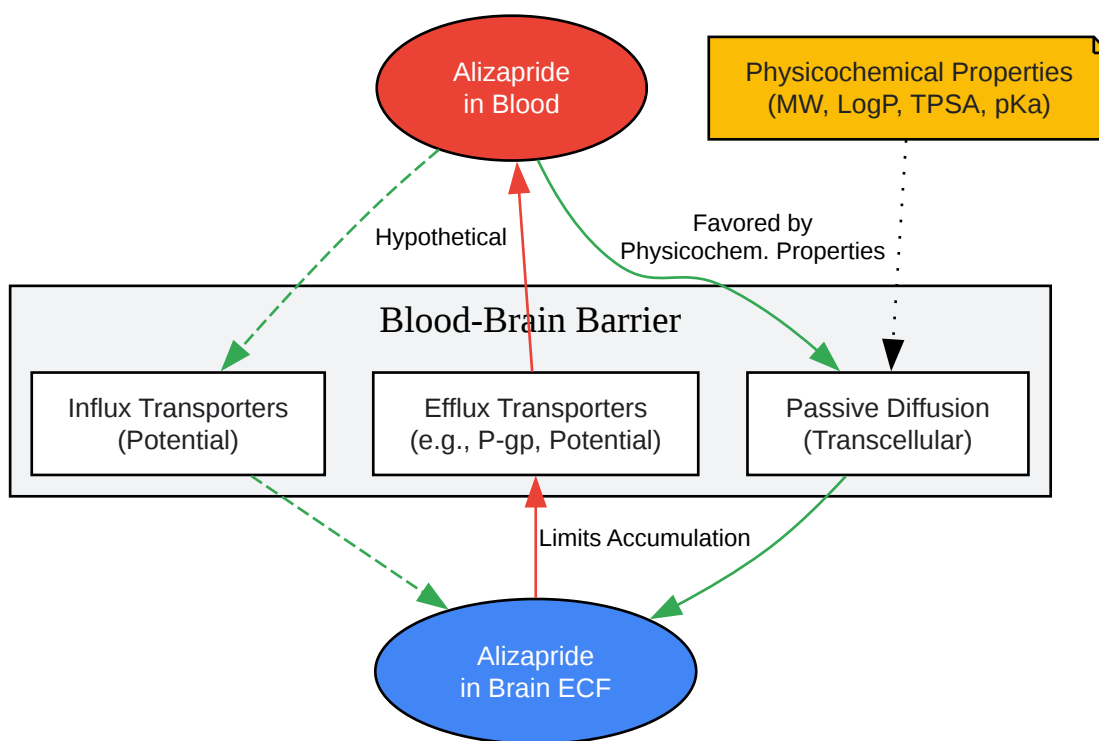 Alizapride
in Blood
Physicochemical Properties
(MW, LogP, TPSA, pKa)
Hypothetical
Favored by
Physicochem. Properties
Blood-Brain Barrier
Influx Transporters
(Potential)
Efflux Transporters
(e.g., P-gp, Potential)
Passive Diffusion
(Transcellular)
Limits Accumulation
Alizapride
in Brain ECF